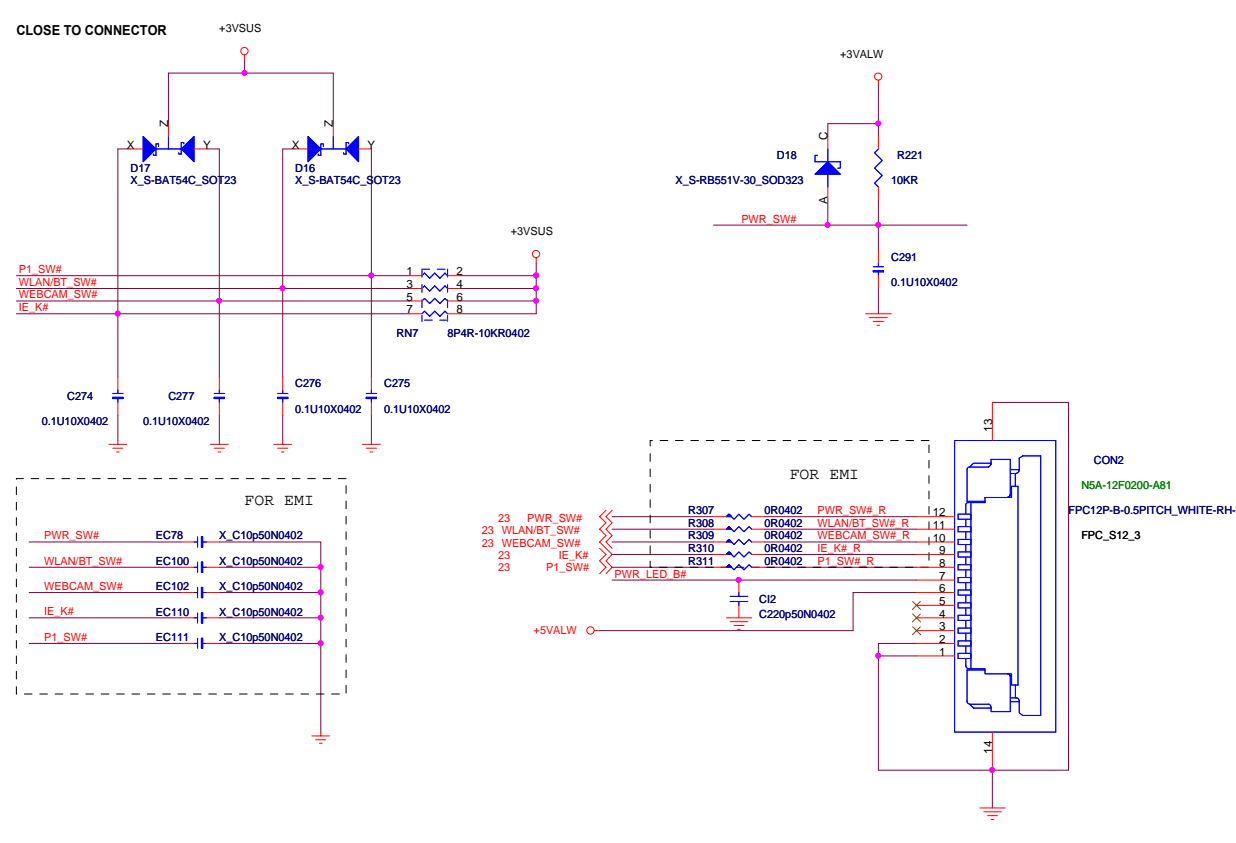 CLOSE TO CONNECTOR
+3VSUS
Z
Z
X
Y
X
Y
D17
X_S-BAT54C_SOT23
D16
X_S-BAT54C_SOT23
+3VSUS
P1_SW#
1
2
WLAN/BT_SW#
3
4
WEBCAM_SW#
5
6
IE_K#
7
8
RN7
8P4R-10KR0402
C274
0.1U10X0402
C277
0.1U10X0402
C276
0.1U10X0402
C275
0.1U10X0402
+3VALW
C
D18
X_S-RB551V-30_SOD323
A
R221
10KR
PWR_SW#
C291
0.1U10X0402
FOR EMI
PWR_SW#
EC78
X_C10p50N0402
WLAN/BT_SW#
EC100
X_C10p50N0402
WEBCAM_SW#
EC102
X_C10p50N0402
IE_K#
EC110
X_C10p50N0402
P1_SW#
EC111
X_C10p50N0402
FOR EMI
23 PWR_SW#
R307
0R0402
PWR_SW#_R
12
23 WLAN/BT_SW#
R308
0R0402
WLAN/BT_SW#_R
11
23 WEBCAM_SW#
R309
0R0402
WEBCAM_SW#_R
10
23 IE_K#
R310
0R0402
IE_K#_R
9
23 P1_SW#
R311
0R0402
P1_SW#_R
8
PWR_LED_B#
7
6
5
4
3
2
1
CI2
C220p50N0402
+5VALW
13
14
CON2
N5A-12F0200-A81
FPC12P-B-0.5PITCH_WHITE-RH-
FPC_S12_3